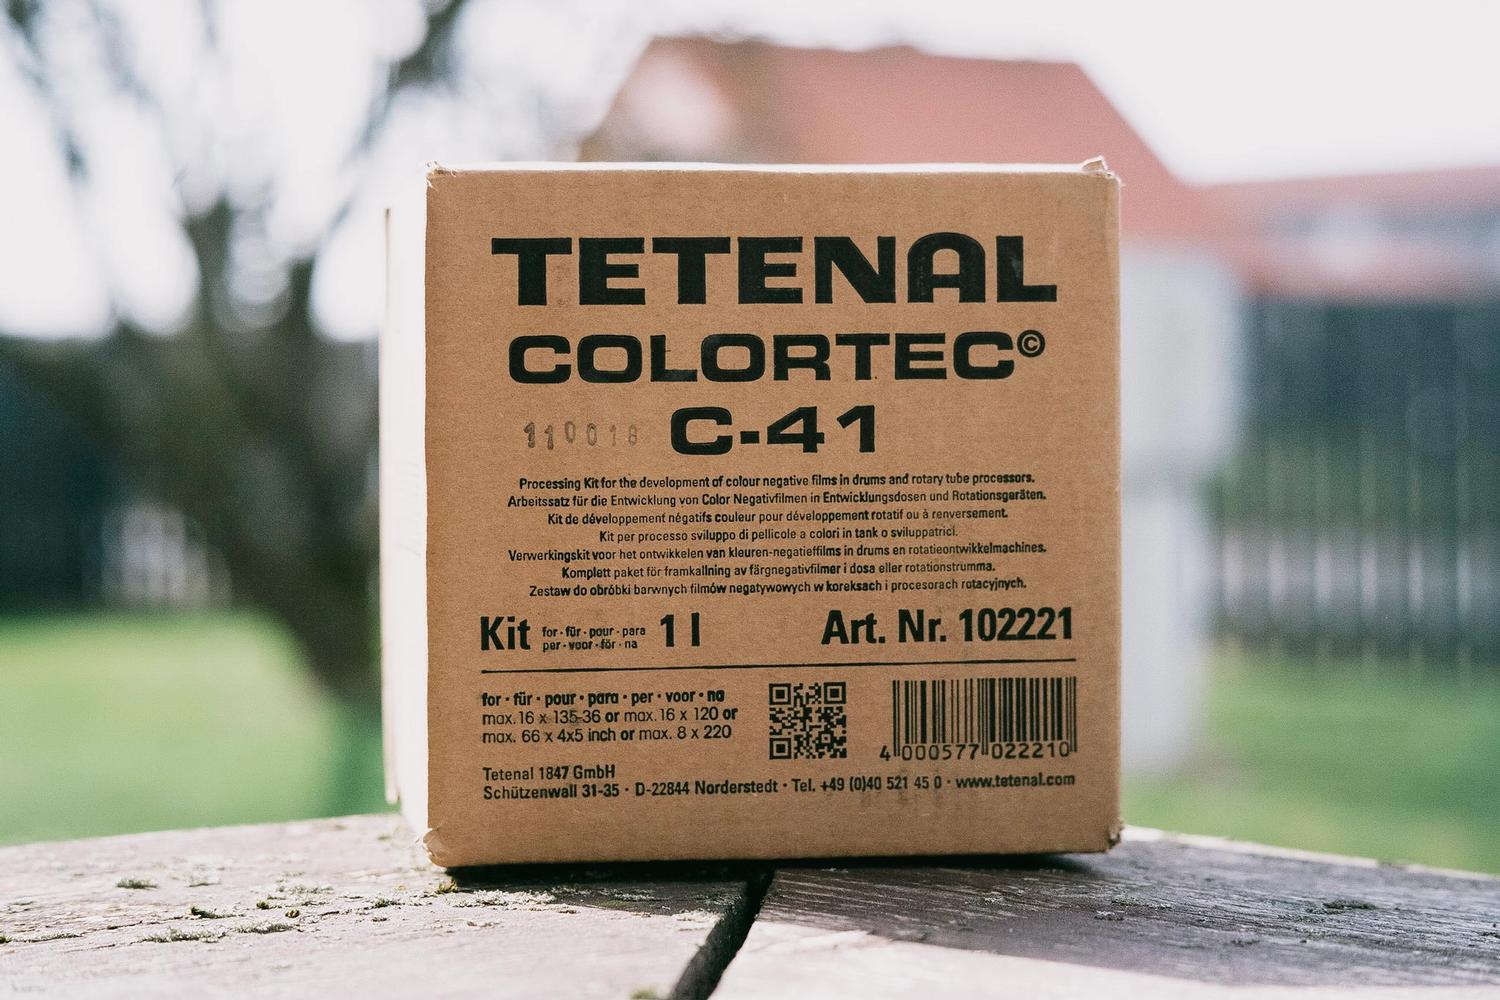 TETENAL
COLORTEC©
C-41
110018
Processing Kit for the development of colour negative films in drums and rotary tube processors.
Arbeitssatz für die Entwicklung von Color Negativfilmen in Entwicklungsdosen und Rotationsgeräten.
Kit de développement négatifs couleur pour développement rotatif ou à renversement.
Kit per processo sviluppo di pellicole a colori in tank o sviluppatrici.
Verwerkingskit voor het ontwikkelen van kleuren-negatieffilms in drums en rotatieontwikkelmachines.
Komplett paket för framkallning av färgnegativfilmer i dosa eller rotationstrumma.
Zestaw do obróbki barwnych filmów negatywowych w koreksach i procesorach rotacyjnych.
Kit for · für · pour · para 1 l Art. Nr. 102221
per · voor · för · na
for · für · pour · para · per · voor · na
max. 16 x 135-36 or max. 16 x 120 or
max. 66 x 4x5 inch or max. 8 x 220
4 000577 022210
Tetenal 1847 GmbH
Schützenwall 31-35 · D-22844 Norderstedt · Tel. +49 (0)40 521 45 0 · www.tetenal.com